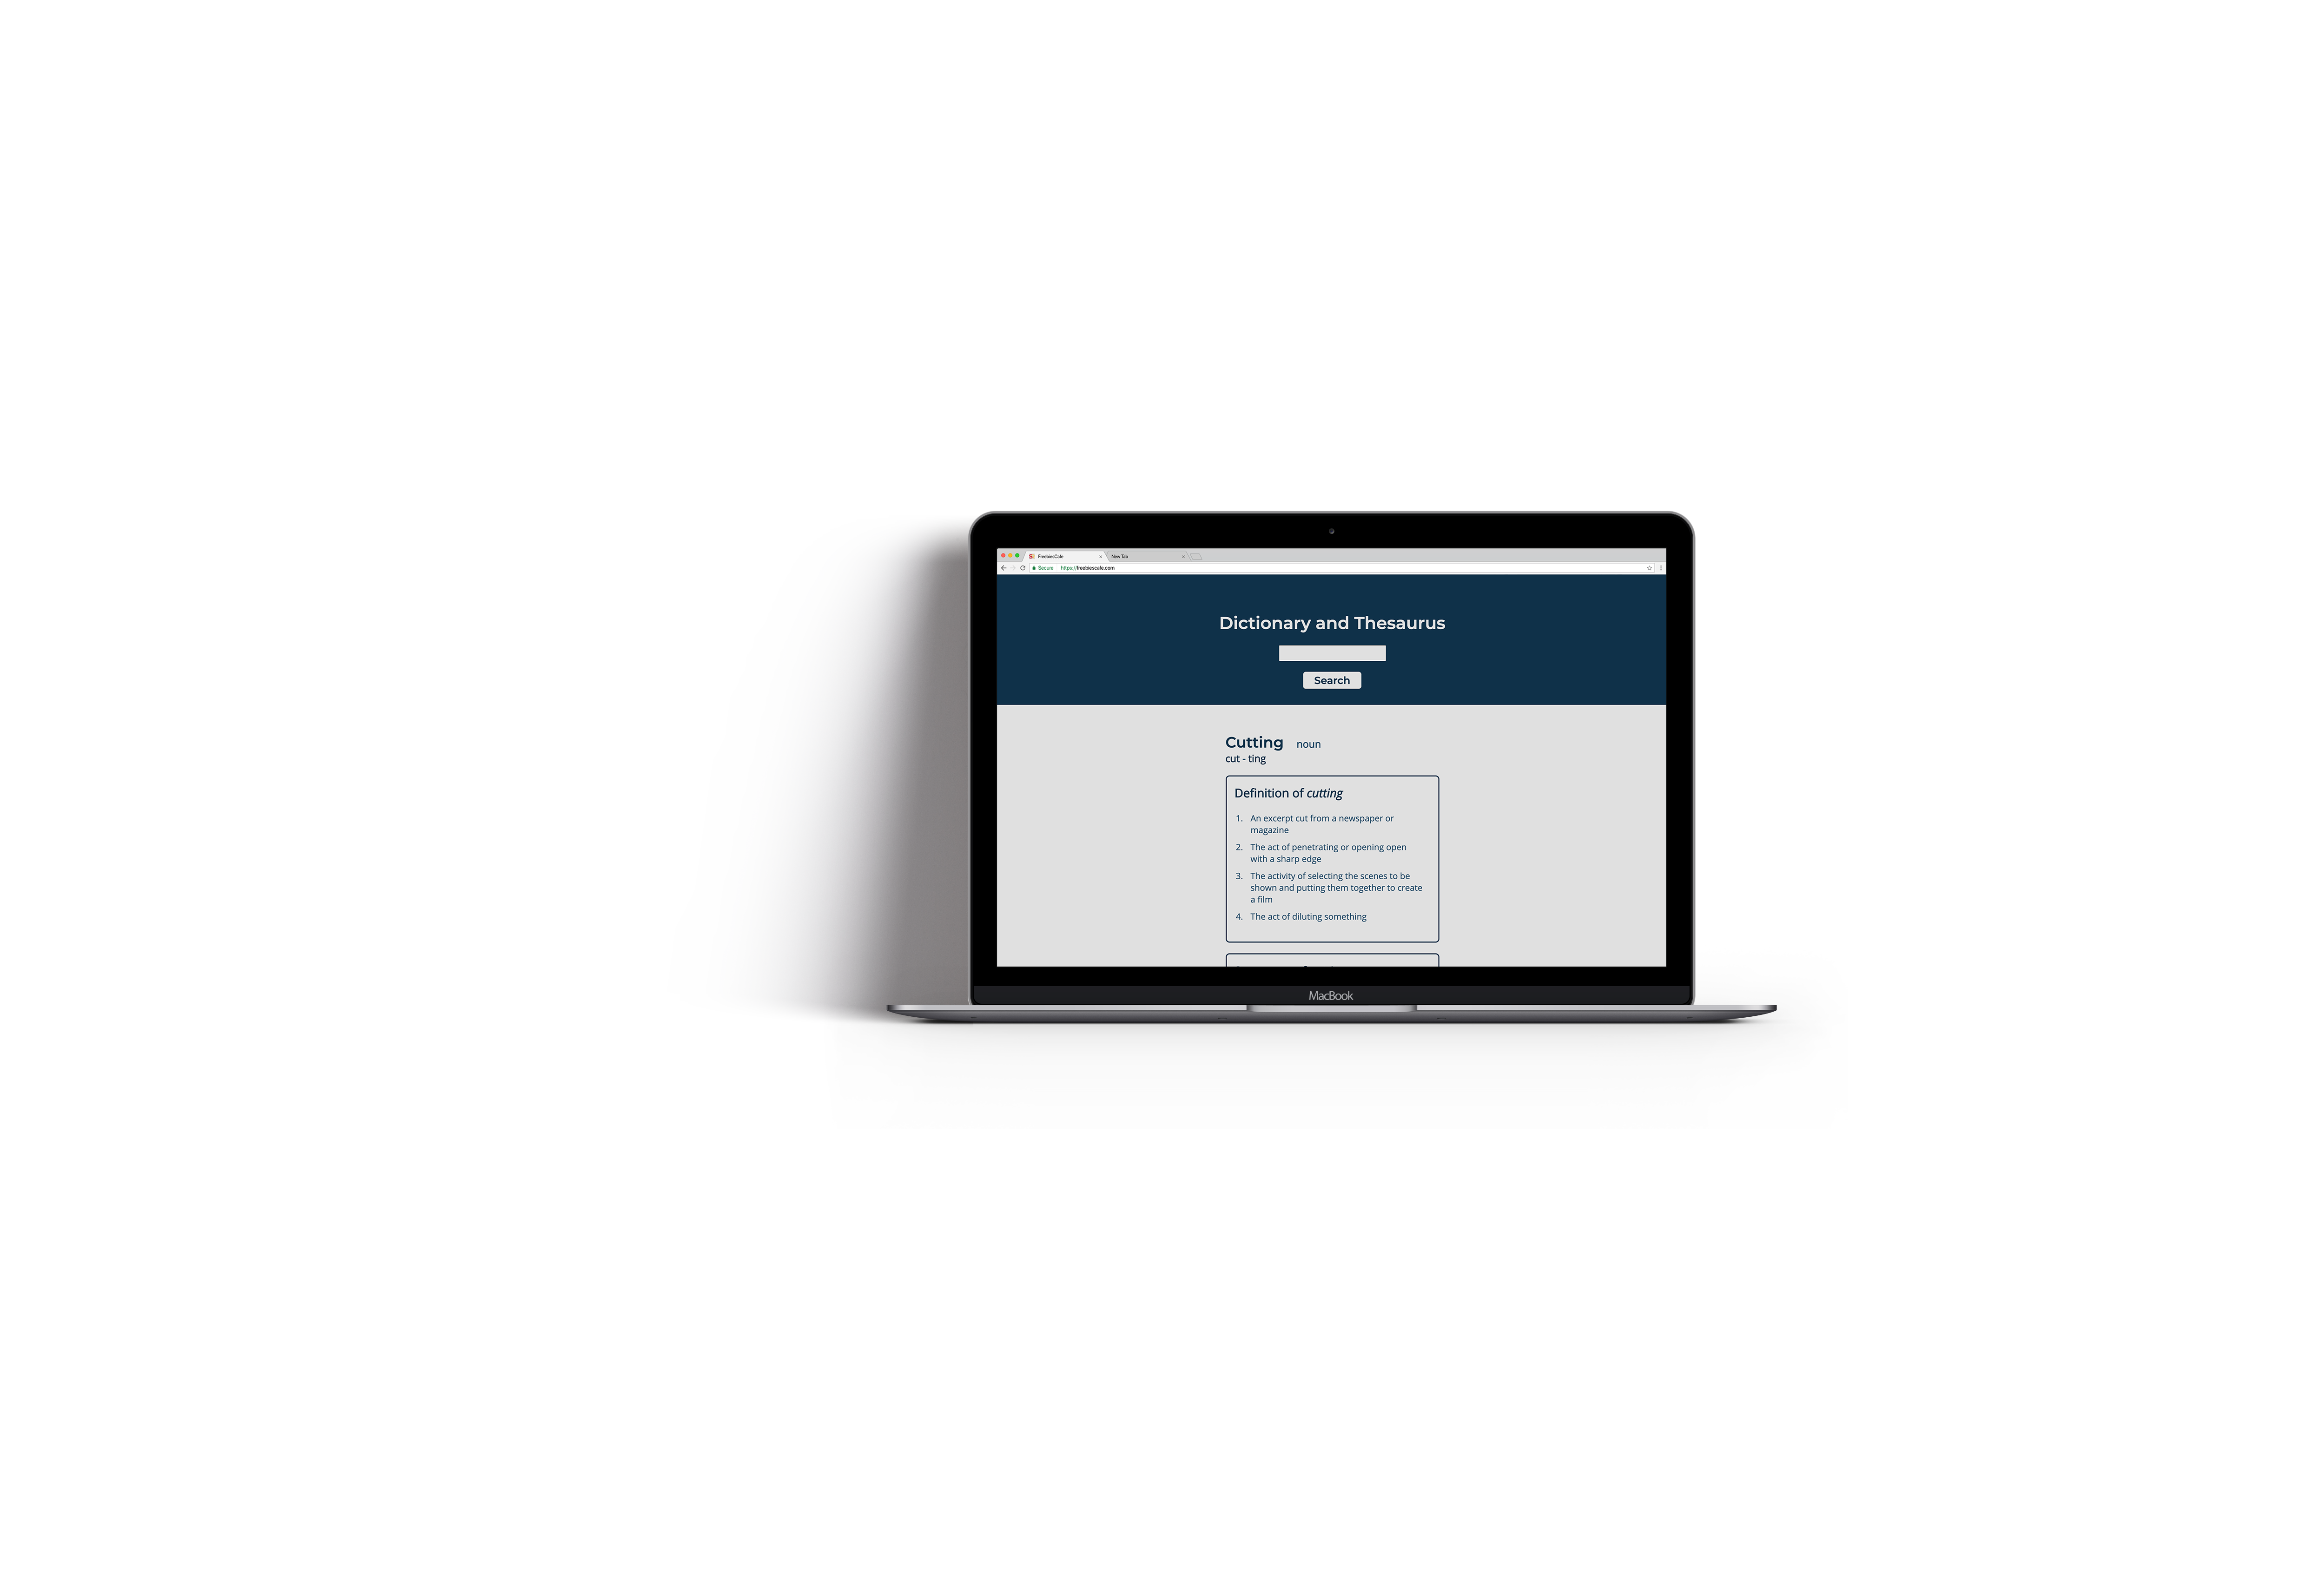 FreebiesCafe
New Tab
Secure https://freebiescafe.com
Dictionary and Thesaurus
Search
Cutting noun
cut - ting
Definition of cutting
1. An excerpt cut from a newspaper or
magazine
2. The act of penetrating or opening open
with a sharp edge
3. The activity of selecting the scenes to be
shown and putting them together to create
a film
4. The act of diluting something
MacBook